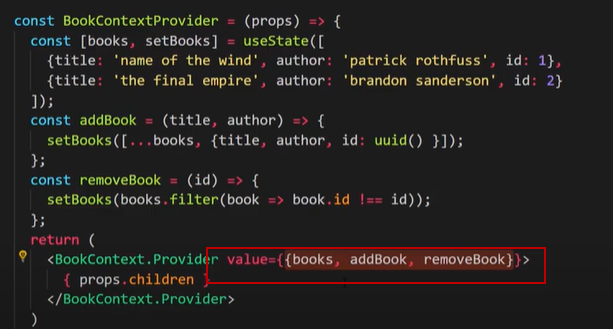 const BookContextProvider = (props) => {
const [books, setBooks] = useState([
{title: 'name of the wind', author: 'patrick rothfuss', id: 1},
{title: 'the final empire', author: 'brandon sanderson', id: 2}
]);
const addBook = (title, author) => {
setBooks([...books, {title, author, id: uuid() }]);
};
const removeBook = (id) => {
setBooks(books.filter(book => book.id !== id));
};
return (
<BookContext.Provider value={{books, addBook, removeBook}}>
{ props.children }
</BookContext.Provider>
)